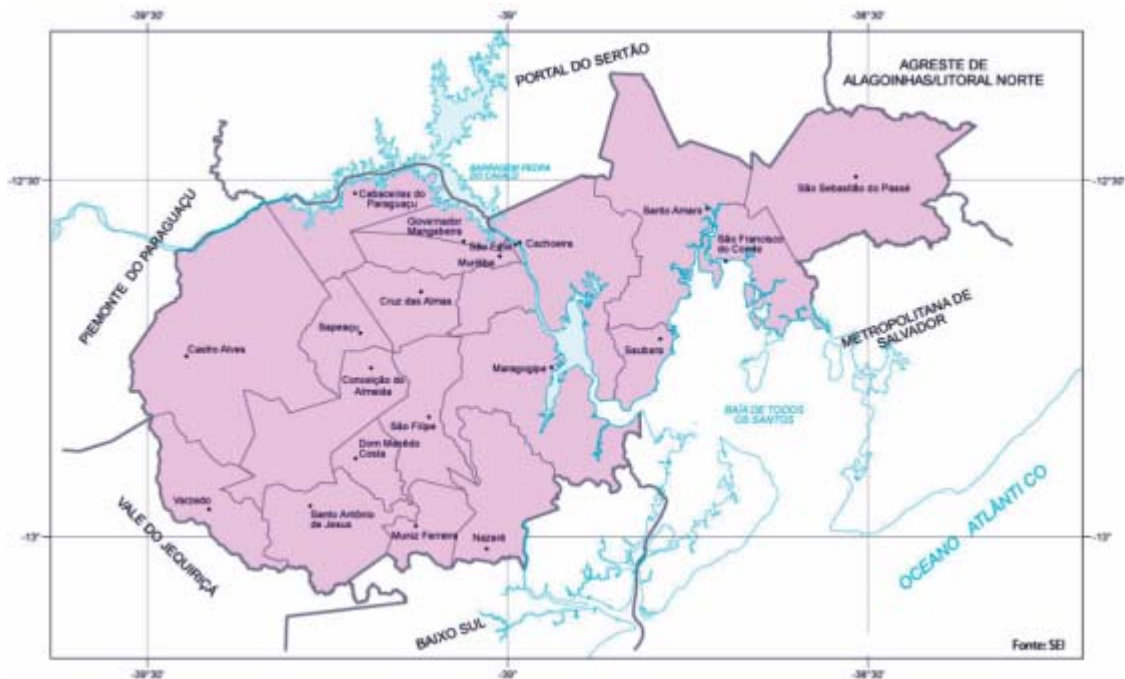 -39°30'
-39°
-38°30'
PORTAL DO SERTÃO
AGRESTE DE
ALAGOINHAS/LITORAL NORTE
BARRAGEM PEDRA
DO CAVALO
-12°30'
-12°30'
Cabaceiras do
Paraguaçu
São Sebastião do Passé
Santo Amaro
Governador
Mangabeira
São Félix
Cachoeira
Muritiba
São Francisco
do Conde
PIEMONTE DO PARAGUAÇU
Cruz das Almas
Sapeaçu
METROPOLITANA DE
SALVADOR
Saubara
Castro Alves
Conceição do
Almeida
Maragogipe
BAÍA DE TODOS
OS SANTOS
São Filipe
Dom Macêdo
Costa
Varzedo
Santo Antônio
de Jesus
Muniz Ferreira
Nazaré
VALE DO JEQUIRIÇÁ
-13°
-13°
OCEANO ATLÂNTICO
BAIXO SUL
Fonte: SEI
-39°30'
-39°
-38°30'